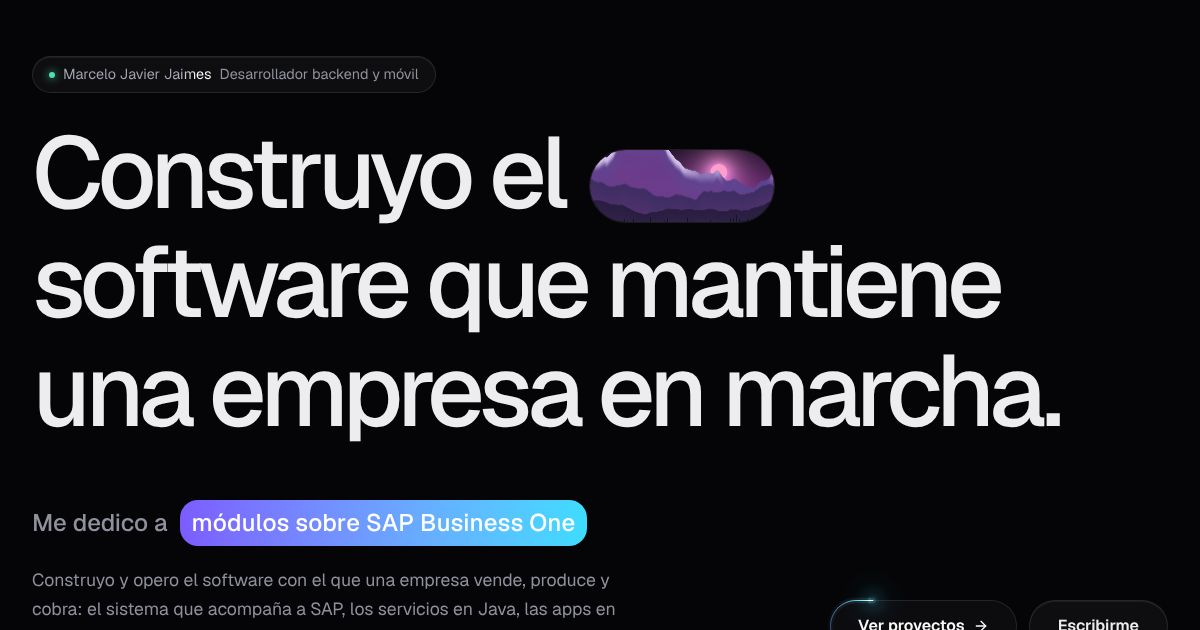 Marcelo Javier Jaimes Desarrollador backend y móvil
Construyo el
software que mantiene
una empresa en marcha.
Me dedico a módulos sobre SAP Business One
Construyo y opero el software con el que una empresa vende, produce y
cobra: el sistema que acompaña a SAP, los servicios en Java, las apps en
Ver proyectos →
Escribirme